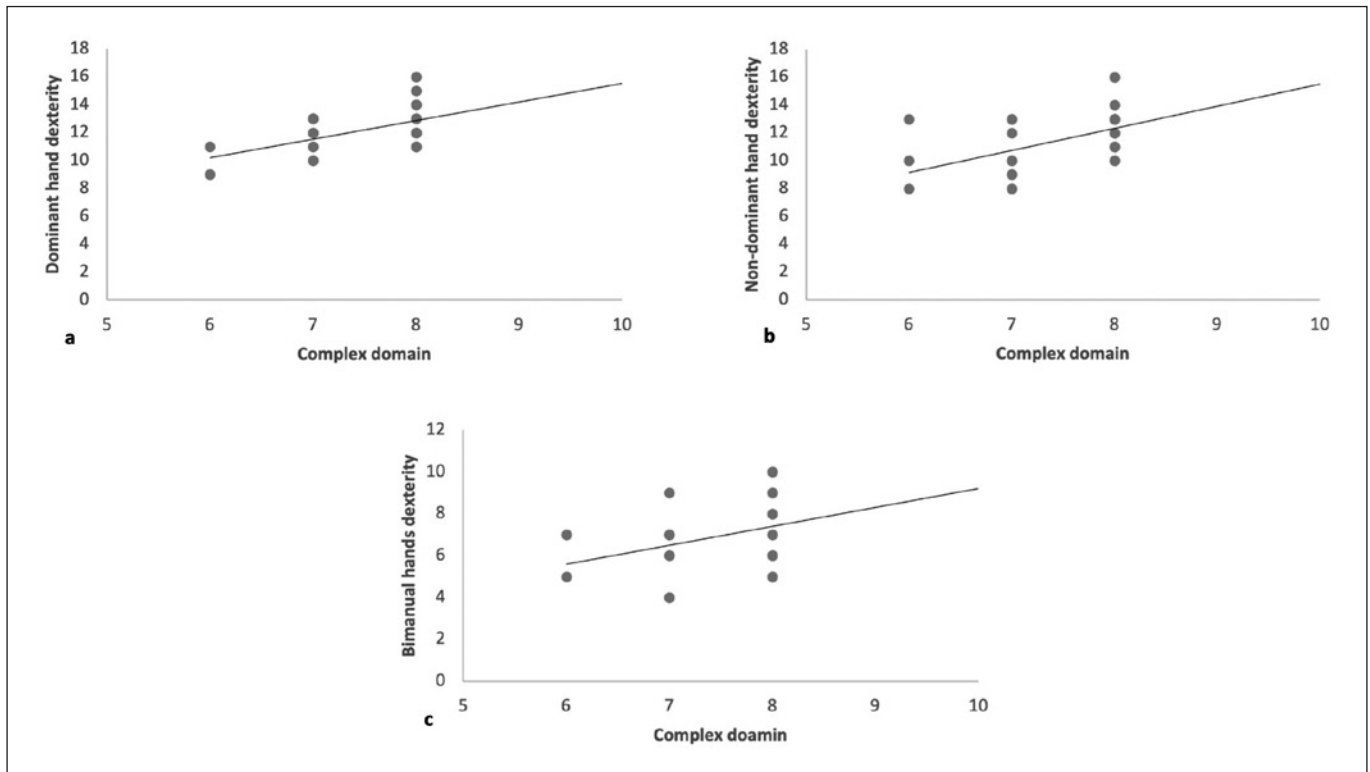 18
16
14
12
10
8
6
4
2
0
Dominant hand dexterity
5 6 7 8 9 10
a
Complex domain
18
16
14
12
10
8
6
4
2
0
Non-dominant hand dexterity
5 6 7 8 9 10
b
Complex domain
12
10
8
6
4
2
0
Bimanual hands dexterity
5 6 7 8 9 10
c
Complex doamin